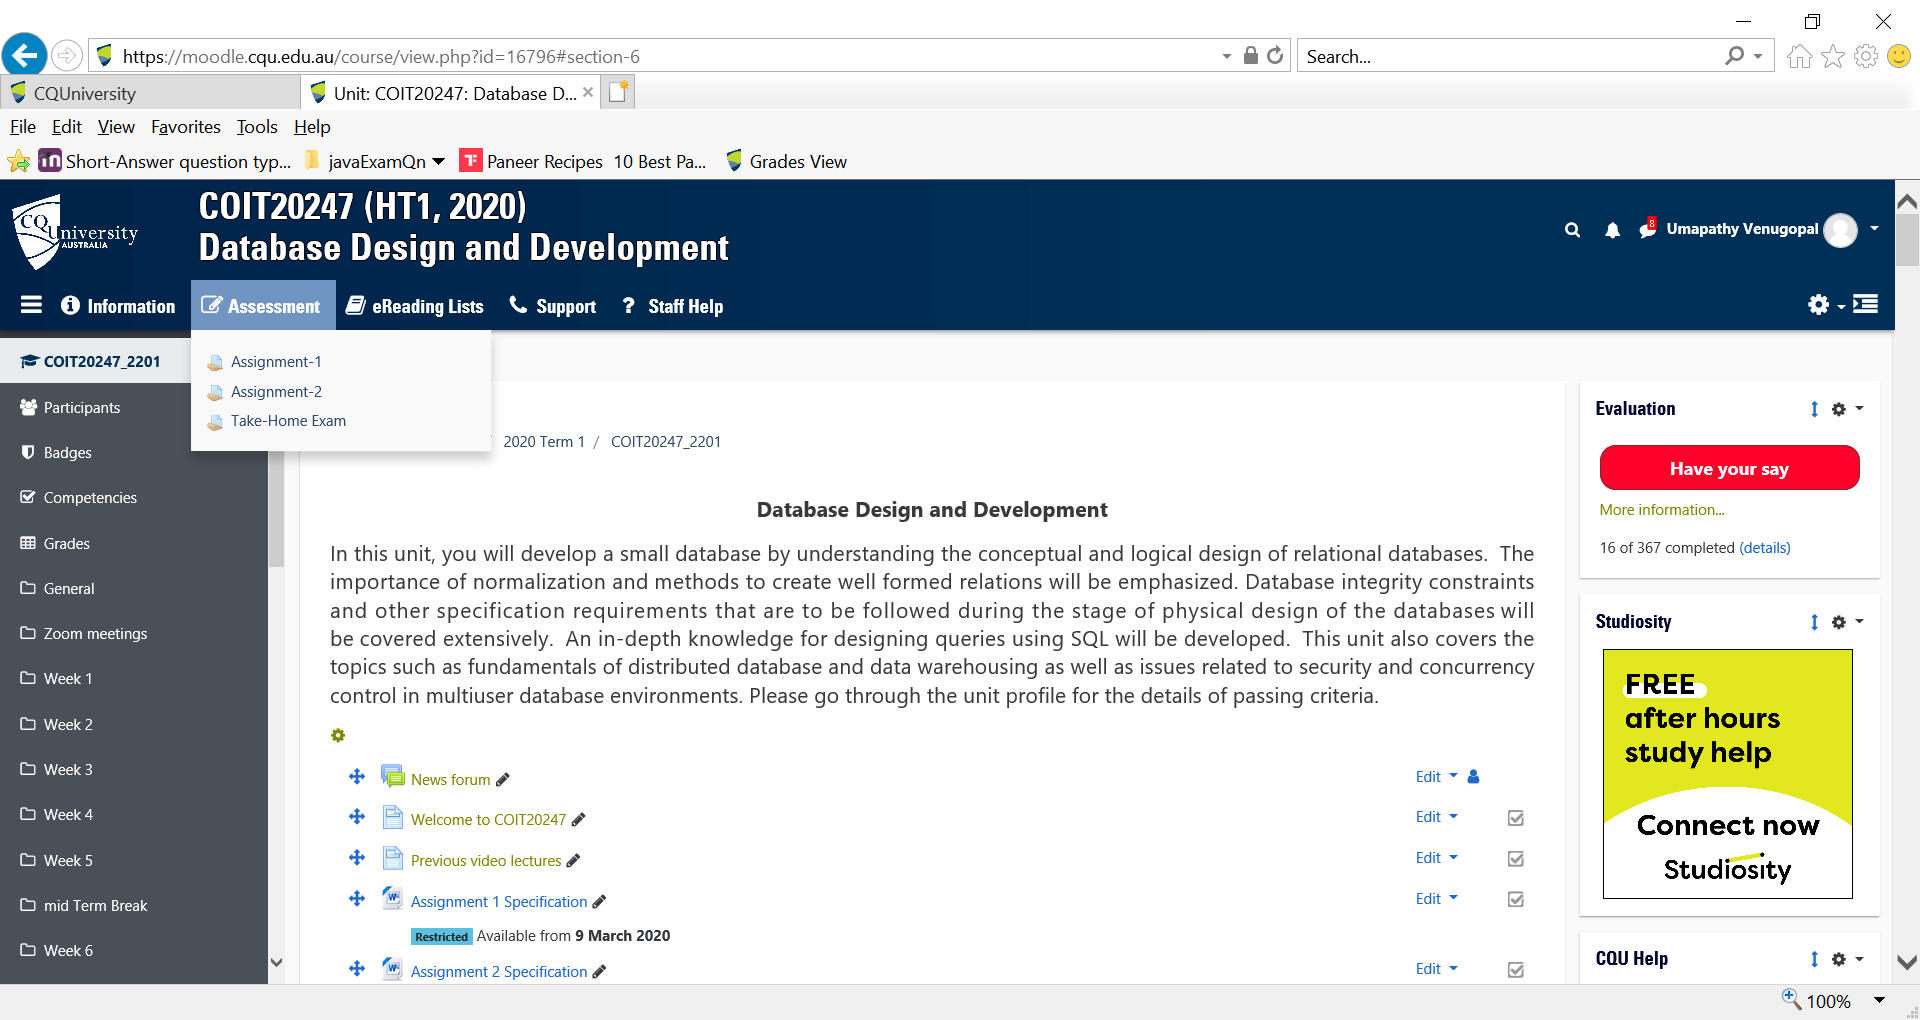 https://moodle.cqu.edu.au/course/view.php?id=16796#section-6
Search...
CQUniversity
Unit: COIT20247: Database D...
File Edit View Favorites Tools Help
Short-Answer question typ... javaExamQn Paneer Recipes 10 Best Pa... Grades View
CQUniversity
AUSTRALIA
COIT20247 (HT1, 2020)
Database Design and Development
8
Umapathy Venugopal
Information Assessment eReading Lists Support ? Staff Help
COIT20247_2201
Participants
Badges
Competencies
Grades
General
Zoom meetings
Week 1
Week 2
Week 3
Week 4
Week 5
mid Term Break
Week 6
Assignment-1
Assignment-2
Take-Home Exam
2020 Term 1 / COIT20247_2201
Database Design and Development
In this unit, you will develop a small database by understanding the conceptual and logical design of relational databases. The
importance of normalization and methods to create well formed relations will be emphasized. Database integrity constraints
and other specification requirements that are to be followed during the stage of physical design of the databases will
be covered extensively. An in-depth knowledge for designing queries using SQL will be developed. This unit also covers the
topics such as fundamentals of distributed database and data warehousing as well as issues related to security and concurrency
control in multiuser database environments. Please go through the unit profile for the details of passing criteria.
News forum Edit
Welcome to COIT20247 Edit
Previous video lectures Edit
Assignment 1 Specification Edit
Restricted Available from 9 March 2020
Assignment 2 Specification Edit
Evaluation
Have your say
More information...
16 of 367 completed (details)
Studiosity
FREE
after hours
study help
Connect now
Studiosity
CQU Help
100%